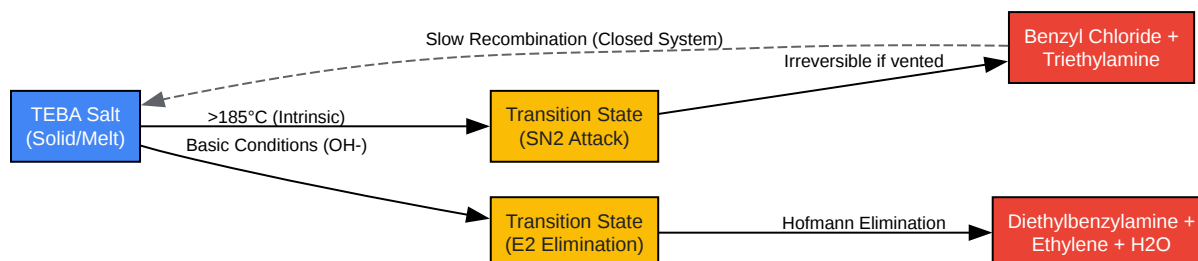 Slow Recombination (Closed System)
Benzyl Chloride +
Triethylamine
Irreversible if vented
TEBA Salt
(Solid/Melt)
>185°C (Intrinsic)
Basic Conditions (OH-)
Transition State
(SN2 Attack)
Transition State
(E2 Elimination)
Hofmann Elimination
Diethylbenzylamine +
Ethylene + H2O